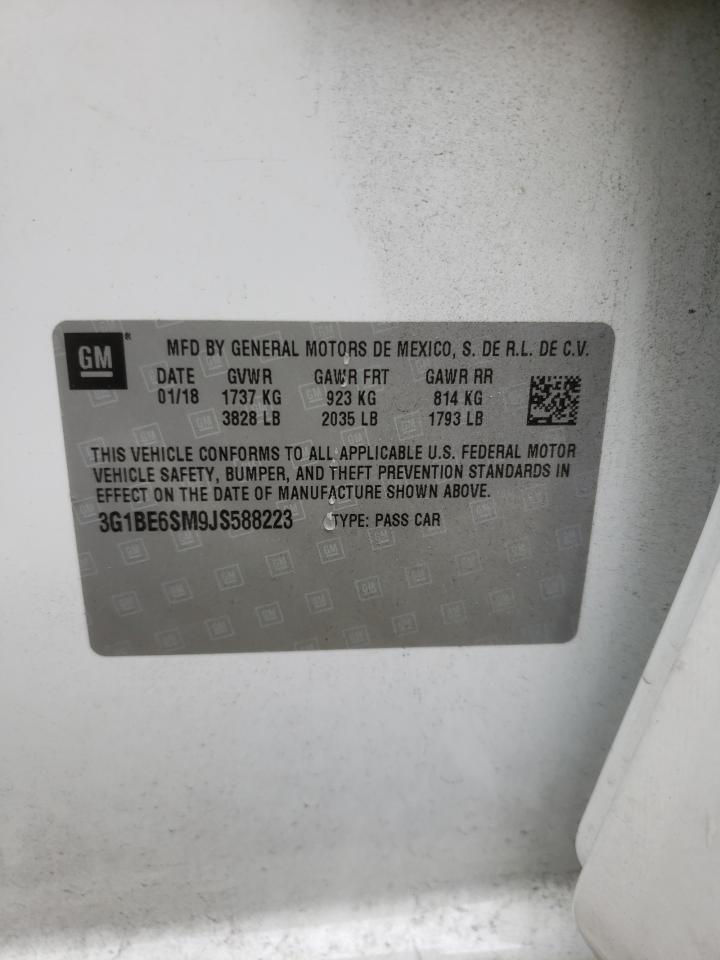 GM®
MFD BY GENERAL MOTORS DE MEXICO, S. DE R.L. DE C.V.
DATE GVWR GAWR FRT GAWR RR
01/18 1737 KG 923 KG 814 KG
3828 LB 2035 LB 1793 LB
THIS VEHICLE CONFORMS TO ALL APPLICABLE U.S. FEDERAL MOTOR
VEHICLE SAFETY, BUMPER, AND THEFT PREVENTION STANDARDS IN
EFFECT ON THE DATE OF MANUFACTURE SHOWN ABOVE.
3G1BE6SM9JS588223 TYPE: PASS CAR